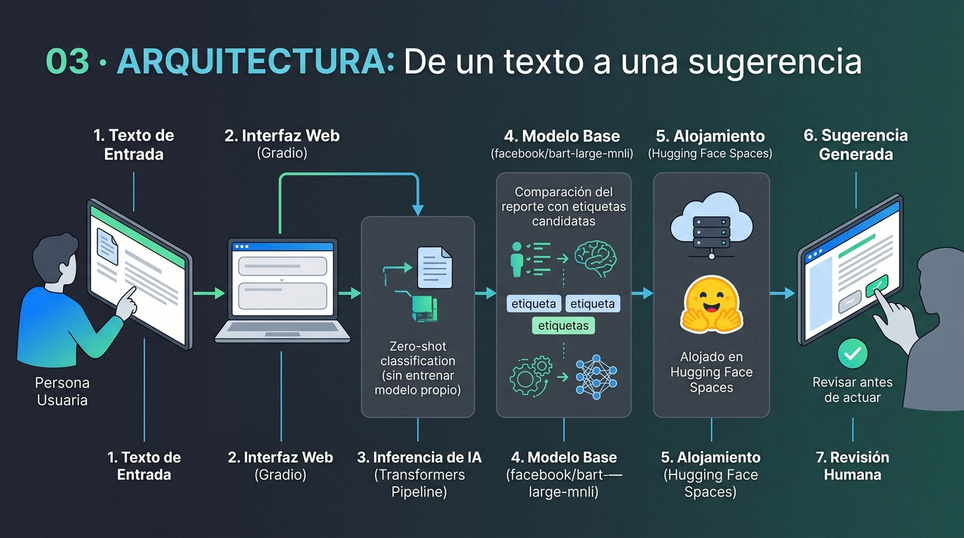 03 · ARQUITECTURA: De un texto a una sugerencia
1. Texto de
Entrada
2. Interfaz Web
(Gradio)
4. Modelo Base
(facebook/bart-large-mnli)
5. Alojamiento
(Hugging Face Spaces)
6. Sugerencia
Generada
Persona
Usuaria
Zero-shot
classification
(sin entrenar
modelo propio)
Comparación del
reporte con etiquetas
candidatas
etiqueta
etiqueta
etiquetas
Alojado en
Hugging Face
Spaces
Revisar antes
de actuar
1. Texto de
Entrada
2. Interfaz Web
(Gradio)
3. Inferencia de IA
(Transformers
Pipeline)
4. Modelo Base
(facebook/bart-—
large-mnli)
5. Alojamiento
(Hugging Face
Spaces)
7. Revisión
Humana